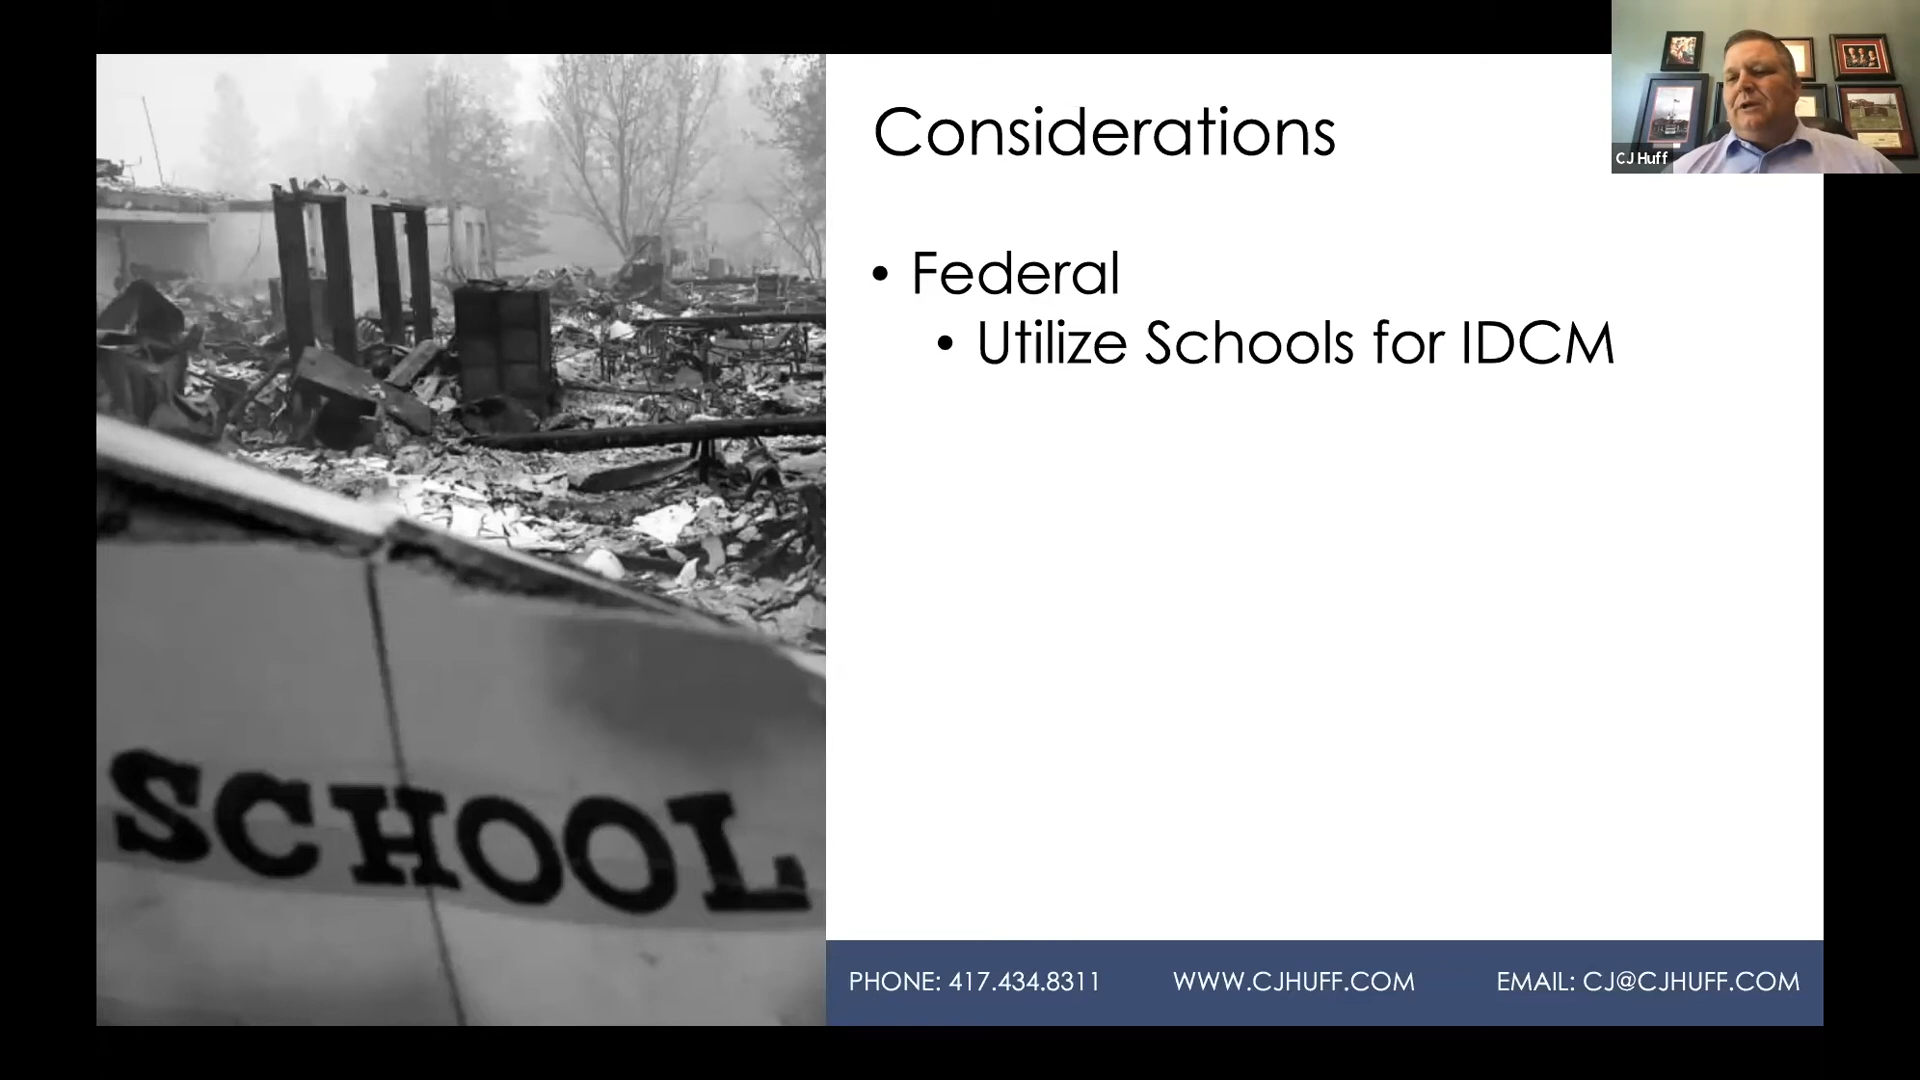 Considerations
• Federal
• Utilize Schools for IDCM
CJ Huff
SCHOOL
PHONE: 417.434.8311 WWW.CJHUFF.COM EMAIL: CJ@CJHUFF.COM